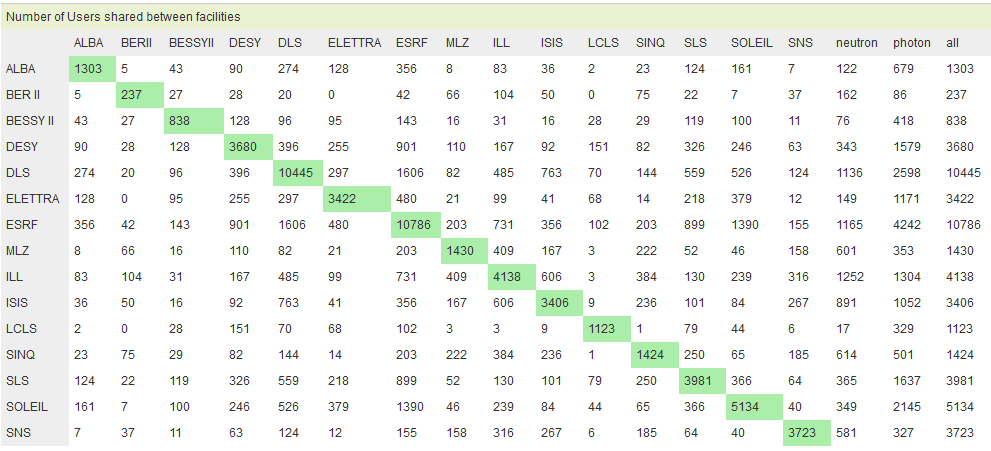 Number of Users shared between facilities
ALBA BERII BESSYII DESY DLS ELETTRA ESRF MLZ ILL ISIS LCLS SINQ SLS SOLEIL SNS neutron photon all
ALBA 1303 5 43 90 274 128 356 8 83 36 2 23 124 161 7 122 679 1303
BER II 5 237 27 28 20 0 42 66 104 50 0 75 22 7 37 162 86 237
BESSY II 43 27 838 128 96 95 143 16 31 16 28 29 119 100 11 76 418 838
DESY 90 28 128 3680 396 255 901 110 167 92 151 82 326 246 63 343 1579 3680
DLS 274 20 96 396 10445 297 1606 82 485 763 70 144 559 526 124 1136 2598 10445
ELETTRA 128 0 95 255 297 3422 480 21 99 41 68 14 218 379 12 149 1171 3422
ESRF 356 42 143 901 1606 480 10786 203 731 356 102 203 899 1390 155 1165 4242 10786
MLZ 8 66 16 110 82 21 203 1430 409 167 3 222 52 46 158 601 353 1430
ILL 83 104 31 167 485 99 731 409 4138 606 3 384 130 239 316 1252 1304 4138
ISIS 36 50 16 92 763 41 356 167 606 3406 9 236 101 84 267 891 1052 3406
LCLS 2 0 28 151 70 68 102 3 3 9 1123 1 79 44 6 17 329 1123
SINQ 23 75 29 82 144 14 203 222 384 236 1 1424 250 65 185 614 501 1424
SLS 124 22 119 326 559 218 899 52 130 101 79 250 3981 366 64 365 1637 3981
SOLEIL 161 7 100 246 526 379 1390 46 239 84 44 65 366 5134 40 349 2145 5134
SNS 7 37 11 63 124 12 155 158 316 267 6 185 64 40 3723 581 327 3723